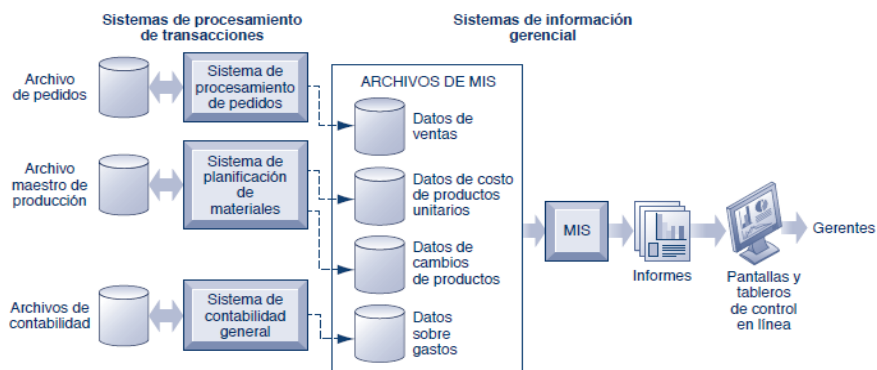 Sistemas de procesamiento
de transacciones
Sistemas de información
gerencial
Archivo
de pedidos
Sistema de
procesamiento
de pedidos
Archivo
maestro de
producción
Sistema de
planificación
de
materiales
Archivos de
contabilidad
Sistema de
contabilidad
general
ARCHIVOS DE MIS
Datos de
ventas
Datos de costo
de productos
unitarios
Datos de
cambios
de productos
Datos
sobre
gastos
MIS
Informes
Pantallas y
tableros
de control
en línea
Gerentes